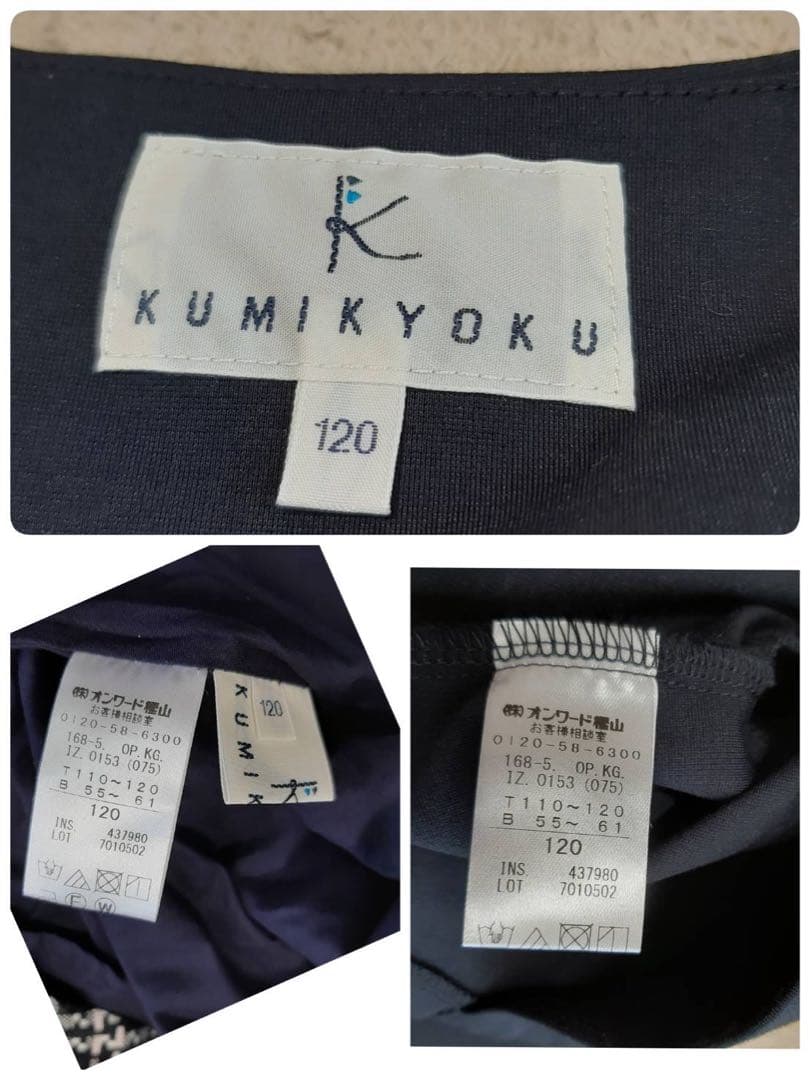 K
KUMIKYOKU
120
(株)オンワード樫山
お客様相談室
0120-58-6300
168-5. OP.KG.
IZ. 0153 (075)
T 110～120
B 55～ 61
120
INS. 437980
LOT 7010502
F W
120
KUMIK
(株)オンワード樫山
お客様相談室
0120-58-6300
168-5. OP.KG.
IZ. 0153 (075)
T 110～120
B 55～ 61
120
INS. 437980
LOT 7010502